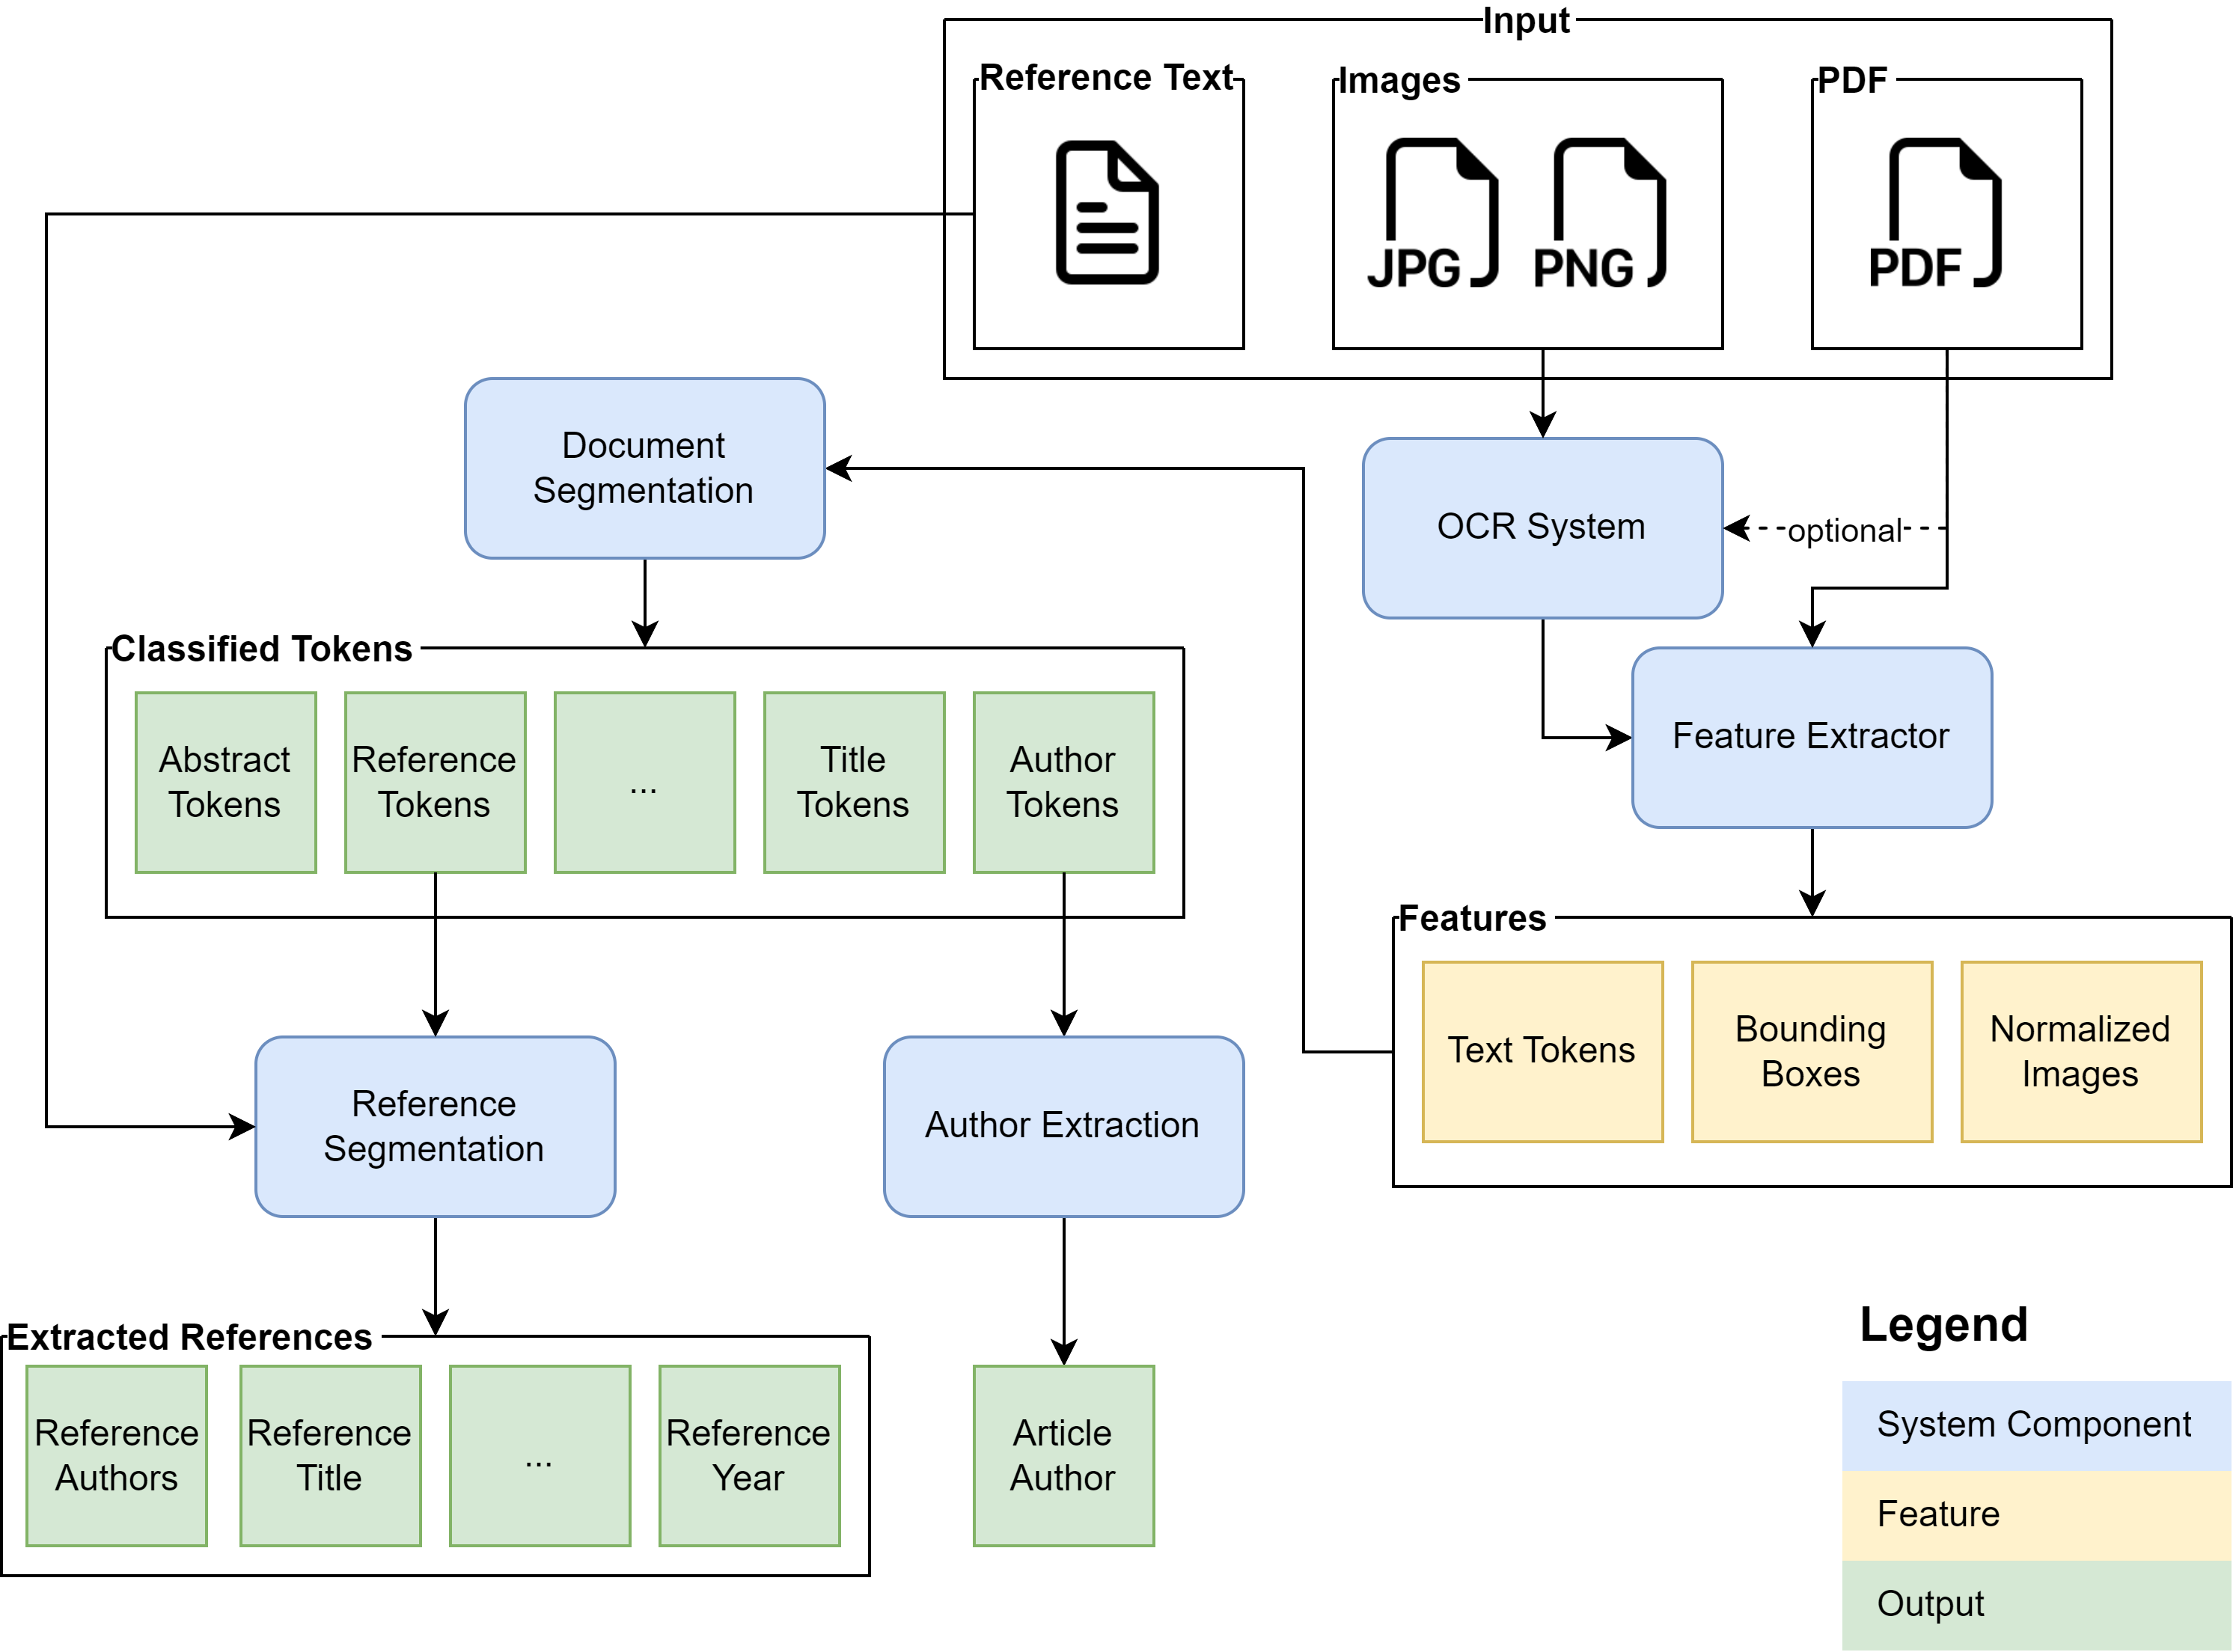 Input
Reference Text
Images
PDF
JPG
PNG
PDF
Document
Segmentation
OCR System
optional
Classified Tokens
Feature Extractor
Abstract
Tokens
Reference
Tokens
...
Title
Tokens
Author
Tokens
Features
Text Tokens
Bounding
Boxes
Normalized
Images
Reference
Segmentation
Author Extraction
Extracted References
Reference
Authors
Reference
Title
...
Reference
Year
Article
Author
Legend
System Component
Feature
Output